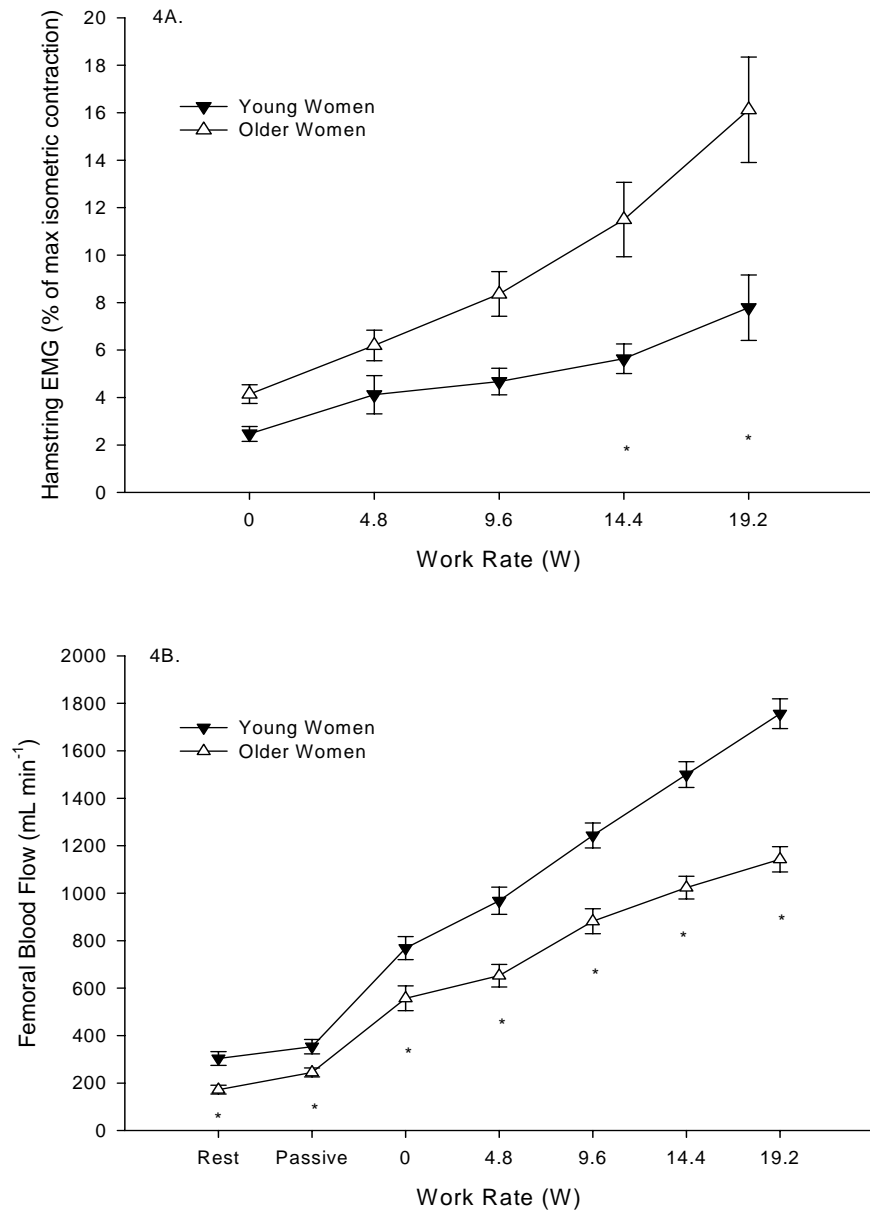 4A.
20
18
16
14
12
10
8
6
4
2
0
Hamstring EMG (% of max isometric contraction)
Young Women
Older Women
*
*
0 4.8 9.6 14.4 19.2
Work Rate (W)
4B.
2000
1800
1600
1400
1200
1000
800
600
400
200
0
Femoral Blood Flow (mL min⁻¹)
Young Women
Older Women
* * * * * * *
Rest Passive 0 4.8 9.6 14.4 19.2
Work Rate (W)